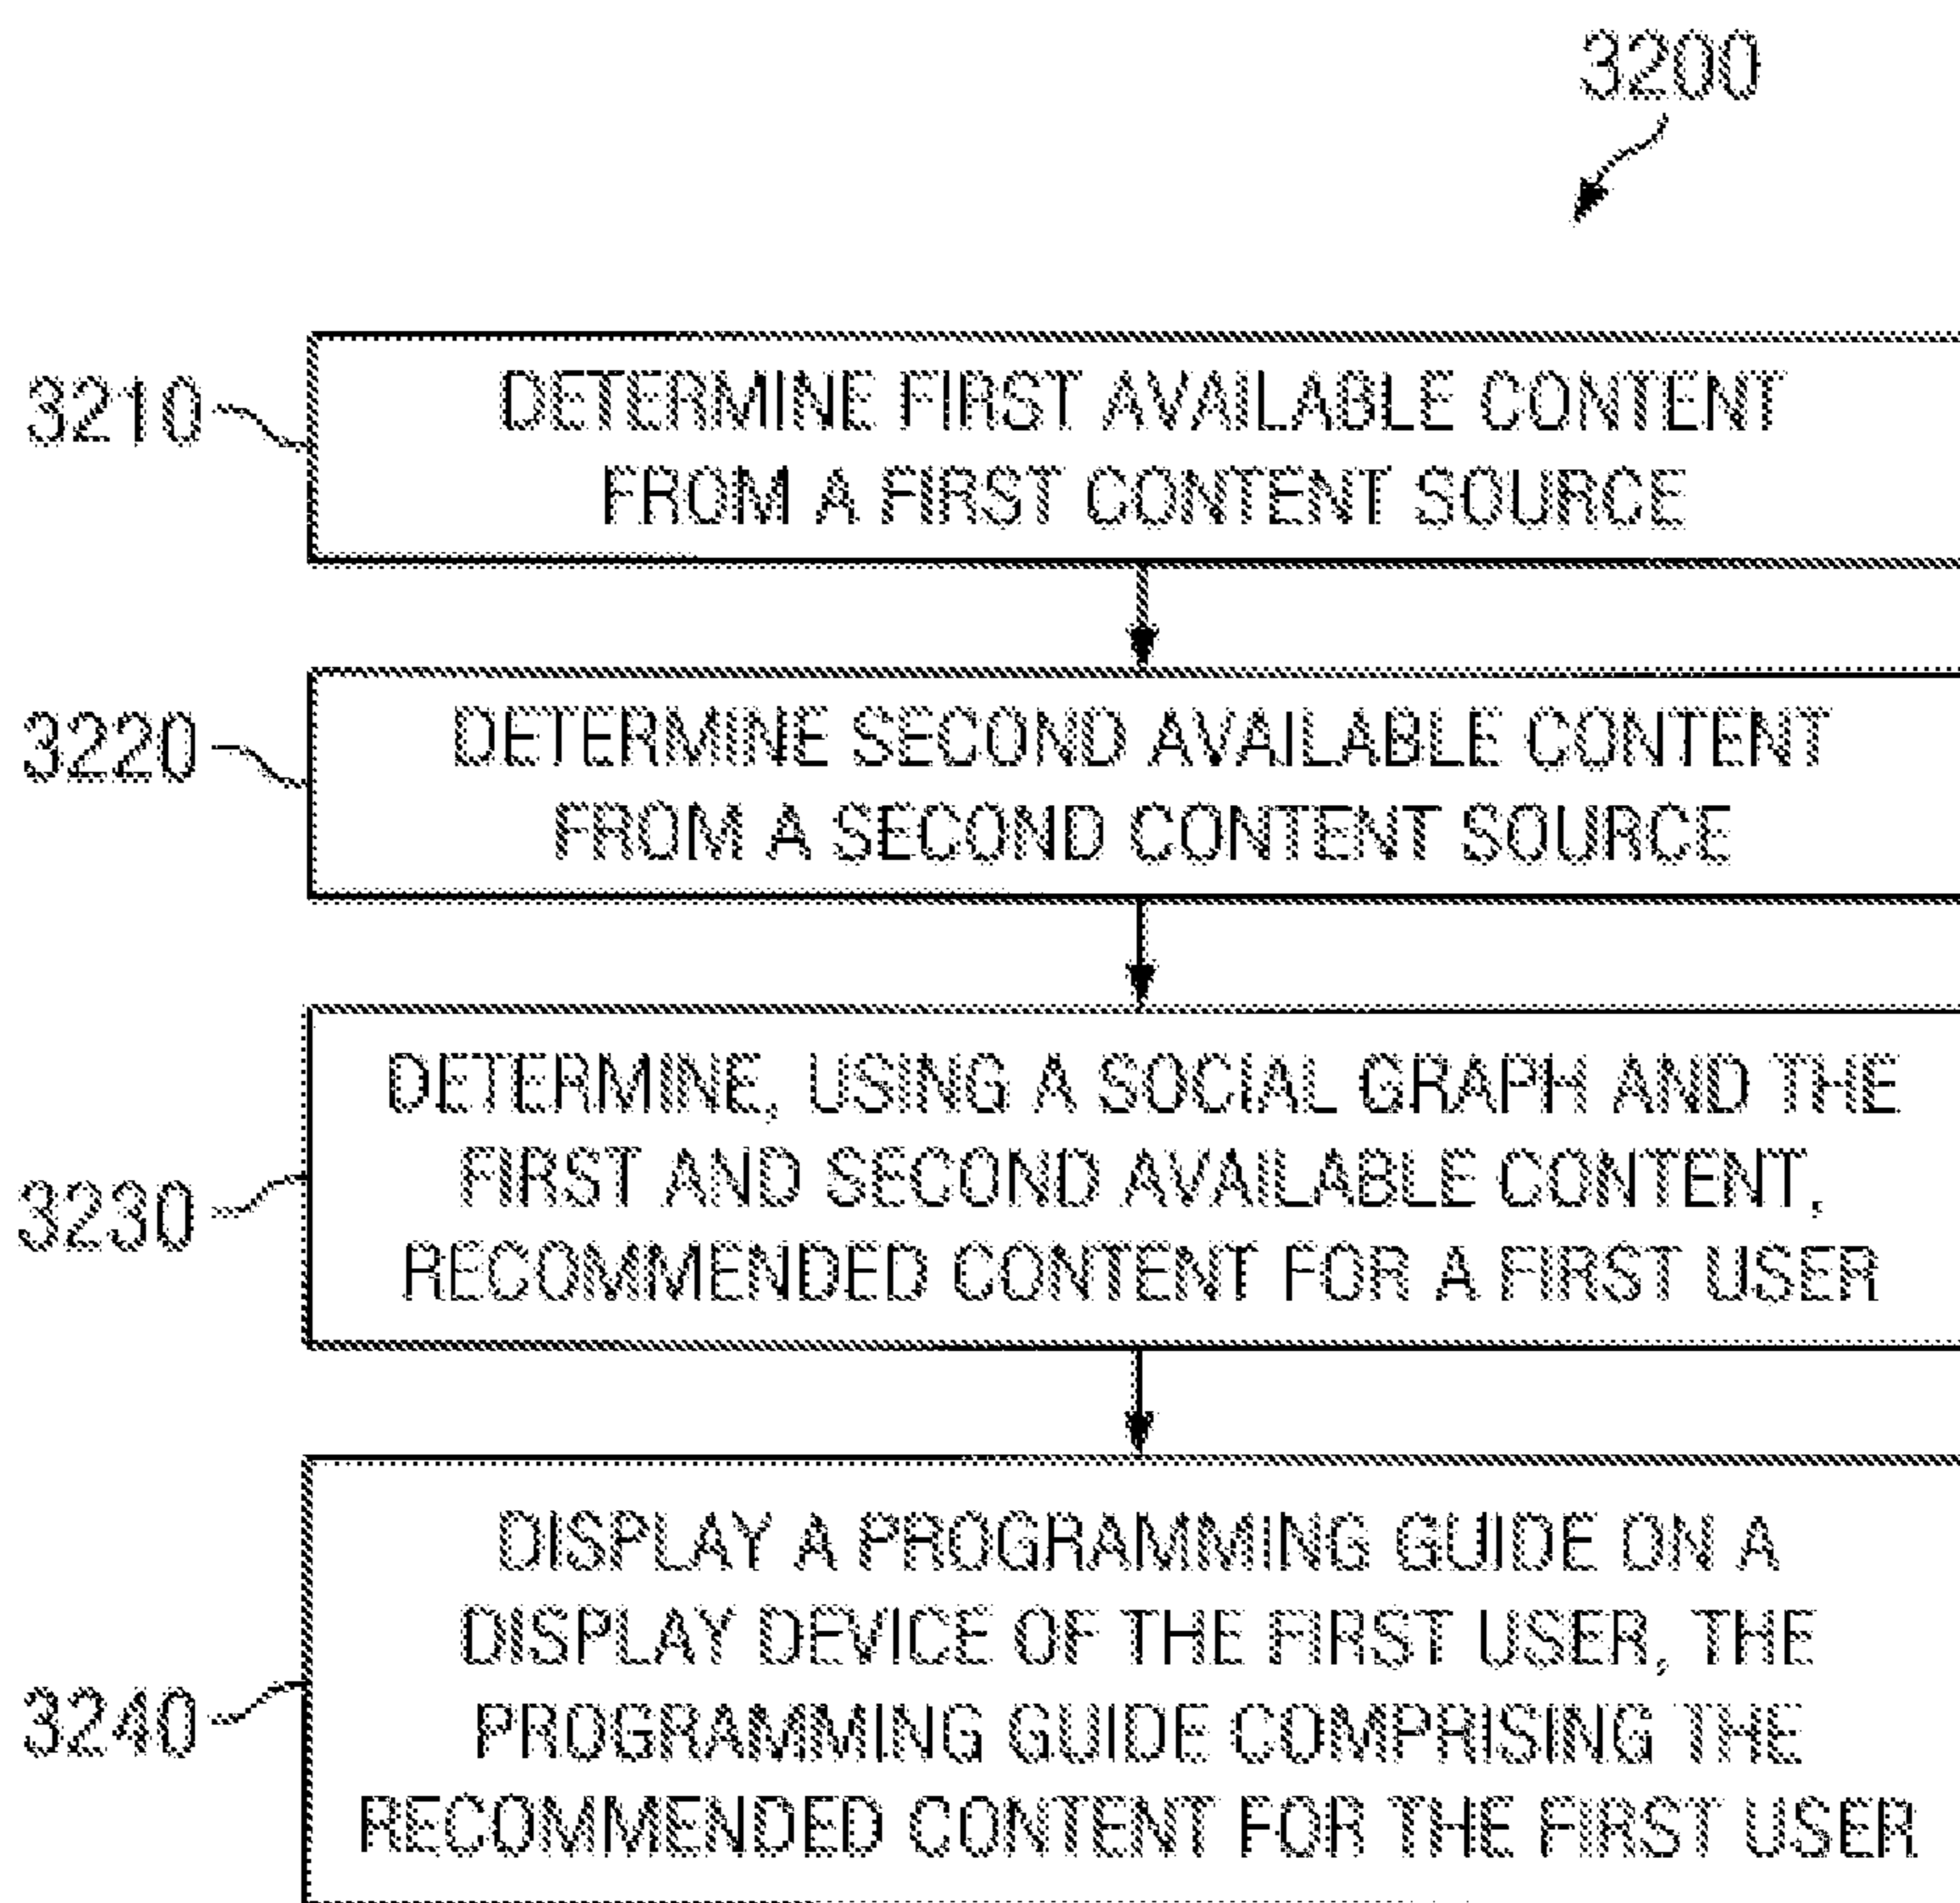 3200
3210
DETERMINE FIRST AVAILABLE CONTENT
FROM A FIRST CONTENT SOURCE
3220
DETERMINE SECOND AVAILABLE CONTENT
FROM A SECOND CONTENT SOURCE
3230
DETERMINE, USING A SOCIAL GRAPH AND THE
FIRST AND SECOND AVAILABLE CONTENT,
RECOMMENDED CONTENT FOR A FIRST USER
3240
DISPLAY A PROGRAMMING GUIDE ON A
DISPLAY DEVICE OF THE FIRST USER, THE
PROGRAMMING GUIDE COMPRISING THE
RECOMMENDED CONTENT FOR THE FIRST USER